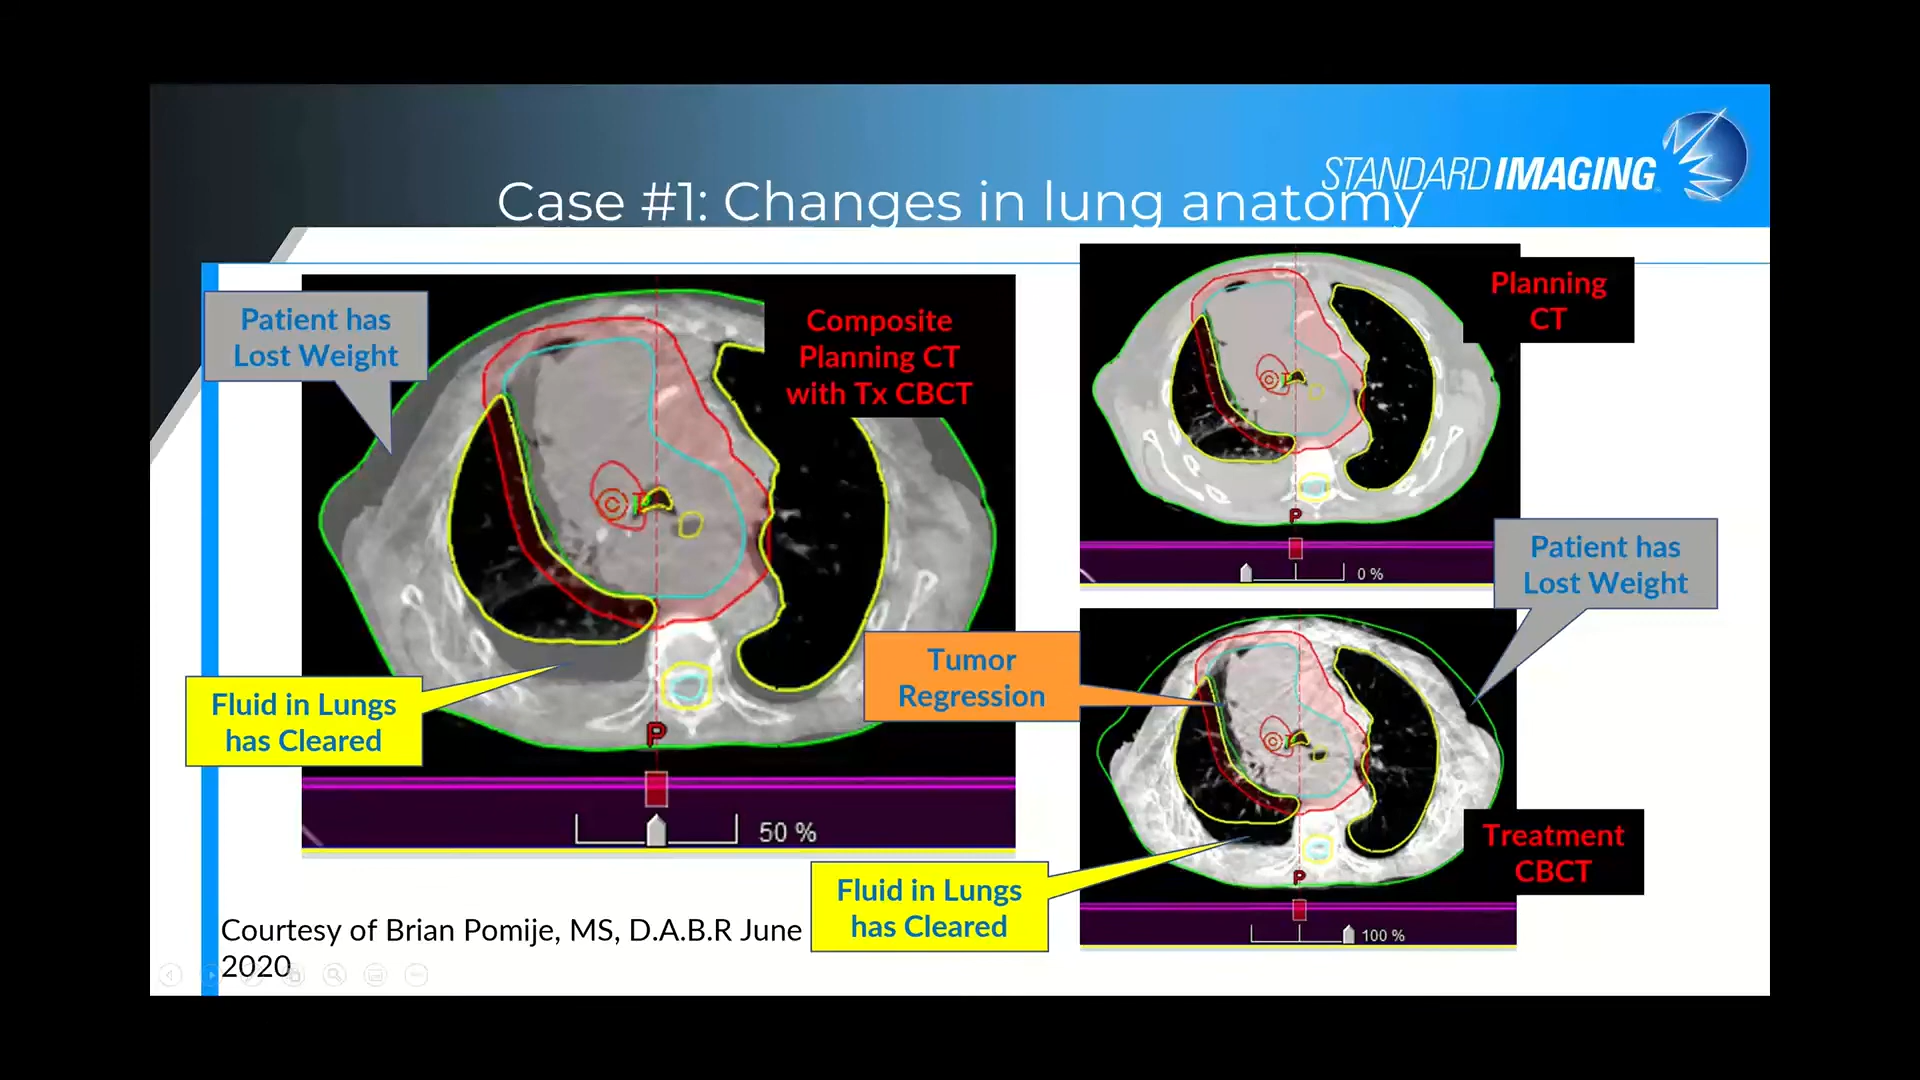 STANDARD IMAGING
Case #1: Changes in lung anatomy
Patient has
Lost Weight
Composite
Planning CT
with Tx CBCT
Planning
CT
P
0 %
Patient has
Lost Weight
Tumor
Regression
Fluid in Lungs
has Cleared
P
50 %
Treatment
CBCT
P
100 %
Fluid in Lungs
has Cleared
Courtesy of Brian Pomije, MS, D.A.B.R June
2020